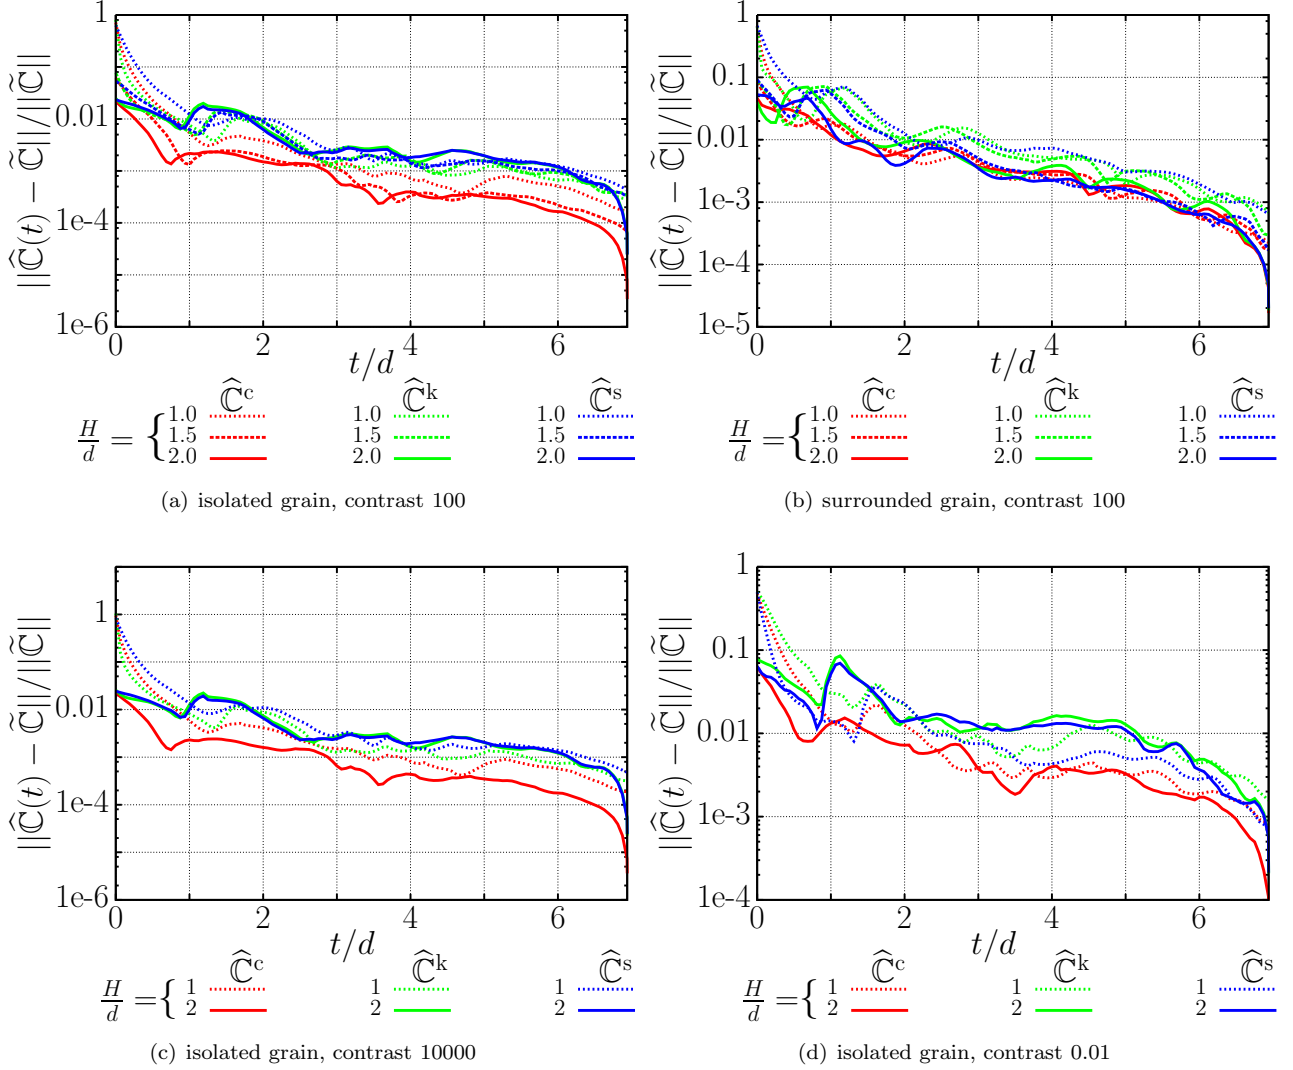 1
0.01
1e-4
1e-6
0 2 4 6
||Ĉ(t) − C̃||/||C̃||
t/d
Ĉᶜ Ĉᵏ Ĉˢ
1.0 1.0 1.0
H/d = { 1.5 1.5 1.5
2.0 2.0 2.0
(a) isolated grain, contrast 100
1
0.1
0.01
1e-3
1e-4
1e-5
0 2 4 6
||Ĉ(t) − C̃||/||C̃||
t/d
Ĉᶜ Ĉᵏ Ĉˢ
1.0 1.0 1.0
H/d = { 1.5 1.5 1.5
2.0 2.0 2.0
(b) surrounded grain, contrast 100
1
0.01
1e-4
1e-6
0 2 4 6
||Ĉ(t) − C̃||/||C̃||
t/d
Ĉᶜ Ĉᵏ Ĉˢ
H/d = { 1 1 1
2 2 2
(c) isolated grain, contrast 10000
1
0.1
0.01
1e-3
1e-4
0 2 4 6
||Ĉ(t) − C̃||/||C̃||
t/d
Ĉᶜ Ĉᵏ Ĉˢ
H/d = { 1 1 1
2 2 2
(d) isolated grain, contrast 0.01